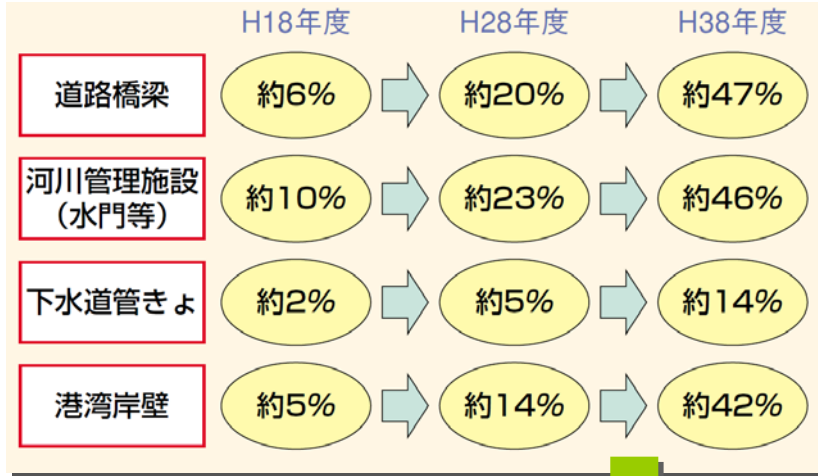 H18年度 H28年度 H38年度
道路橋梁 約6% 約20% 約47%
河川管理施設
（水門等） 約10% 約23% 約46%
下水道管きょ 約2% 約5% 約14%
港湾岸壁 約5% 約14% 約42%